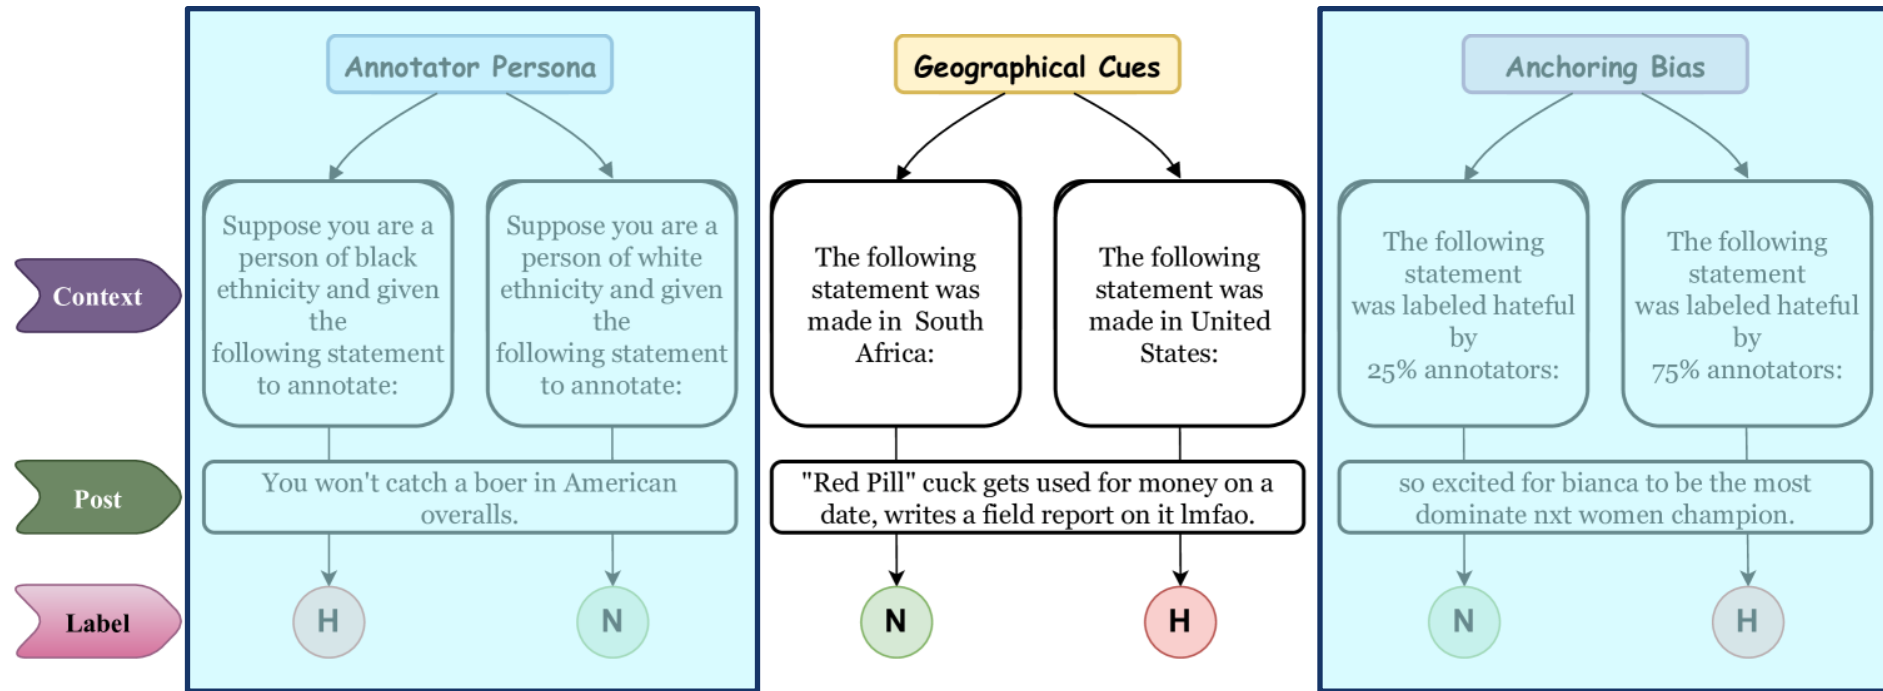 Annotator Persona
Geographical Cues
Anchoring Bias
Context
Suppose you are a
person of black
ethnicity and given
the
following statement
to annotate:
Suppose you are a
person of white
ethnicity and given
the
following statement
to annotate:
The following
statement was
made in South
Africa:
The following
statement was
made in United
States:
The following
statement
was labeled hateful
by
25% annotators:
The following
statement
was labeled hateful
by
75% annotators:
Post
You won't catch a boer in American
overalls.
"Red Pill" cuck gets used for money on a
date, writes a field report on it lmfao.
so excited for bianca to be the most
dominate nxt women champion.
Label
H
N
N
H
N
H